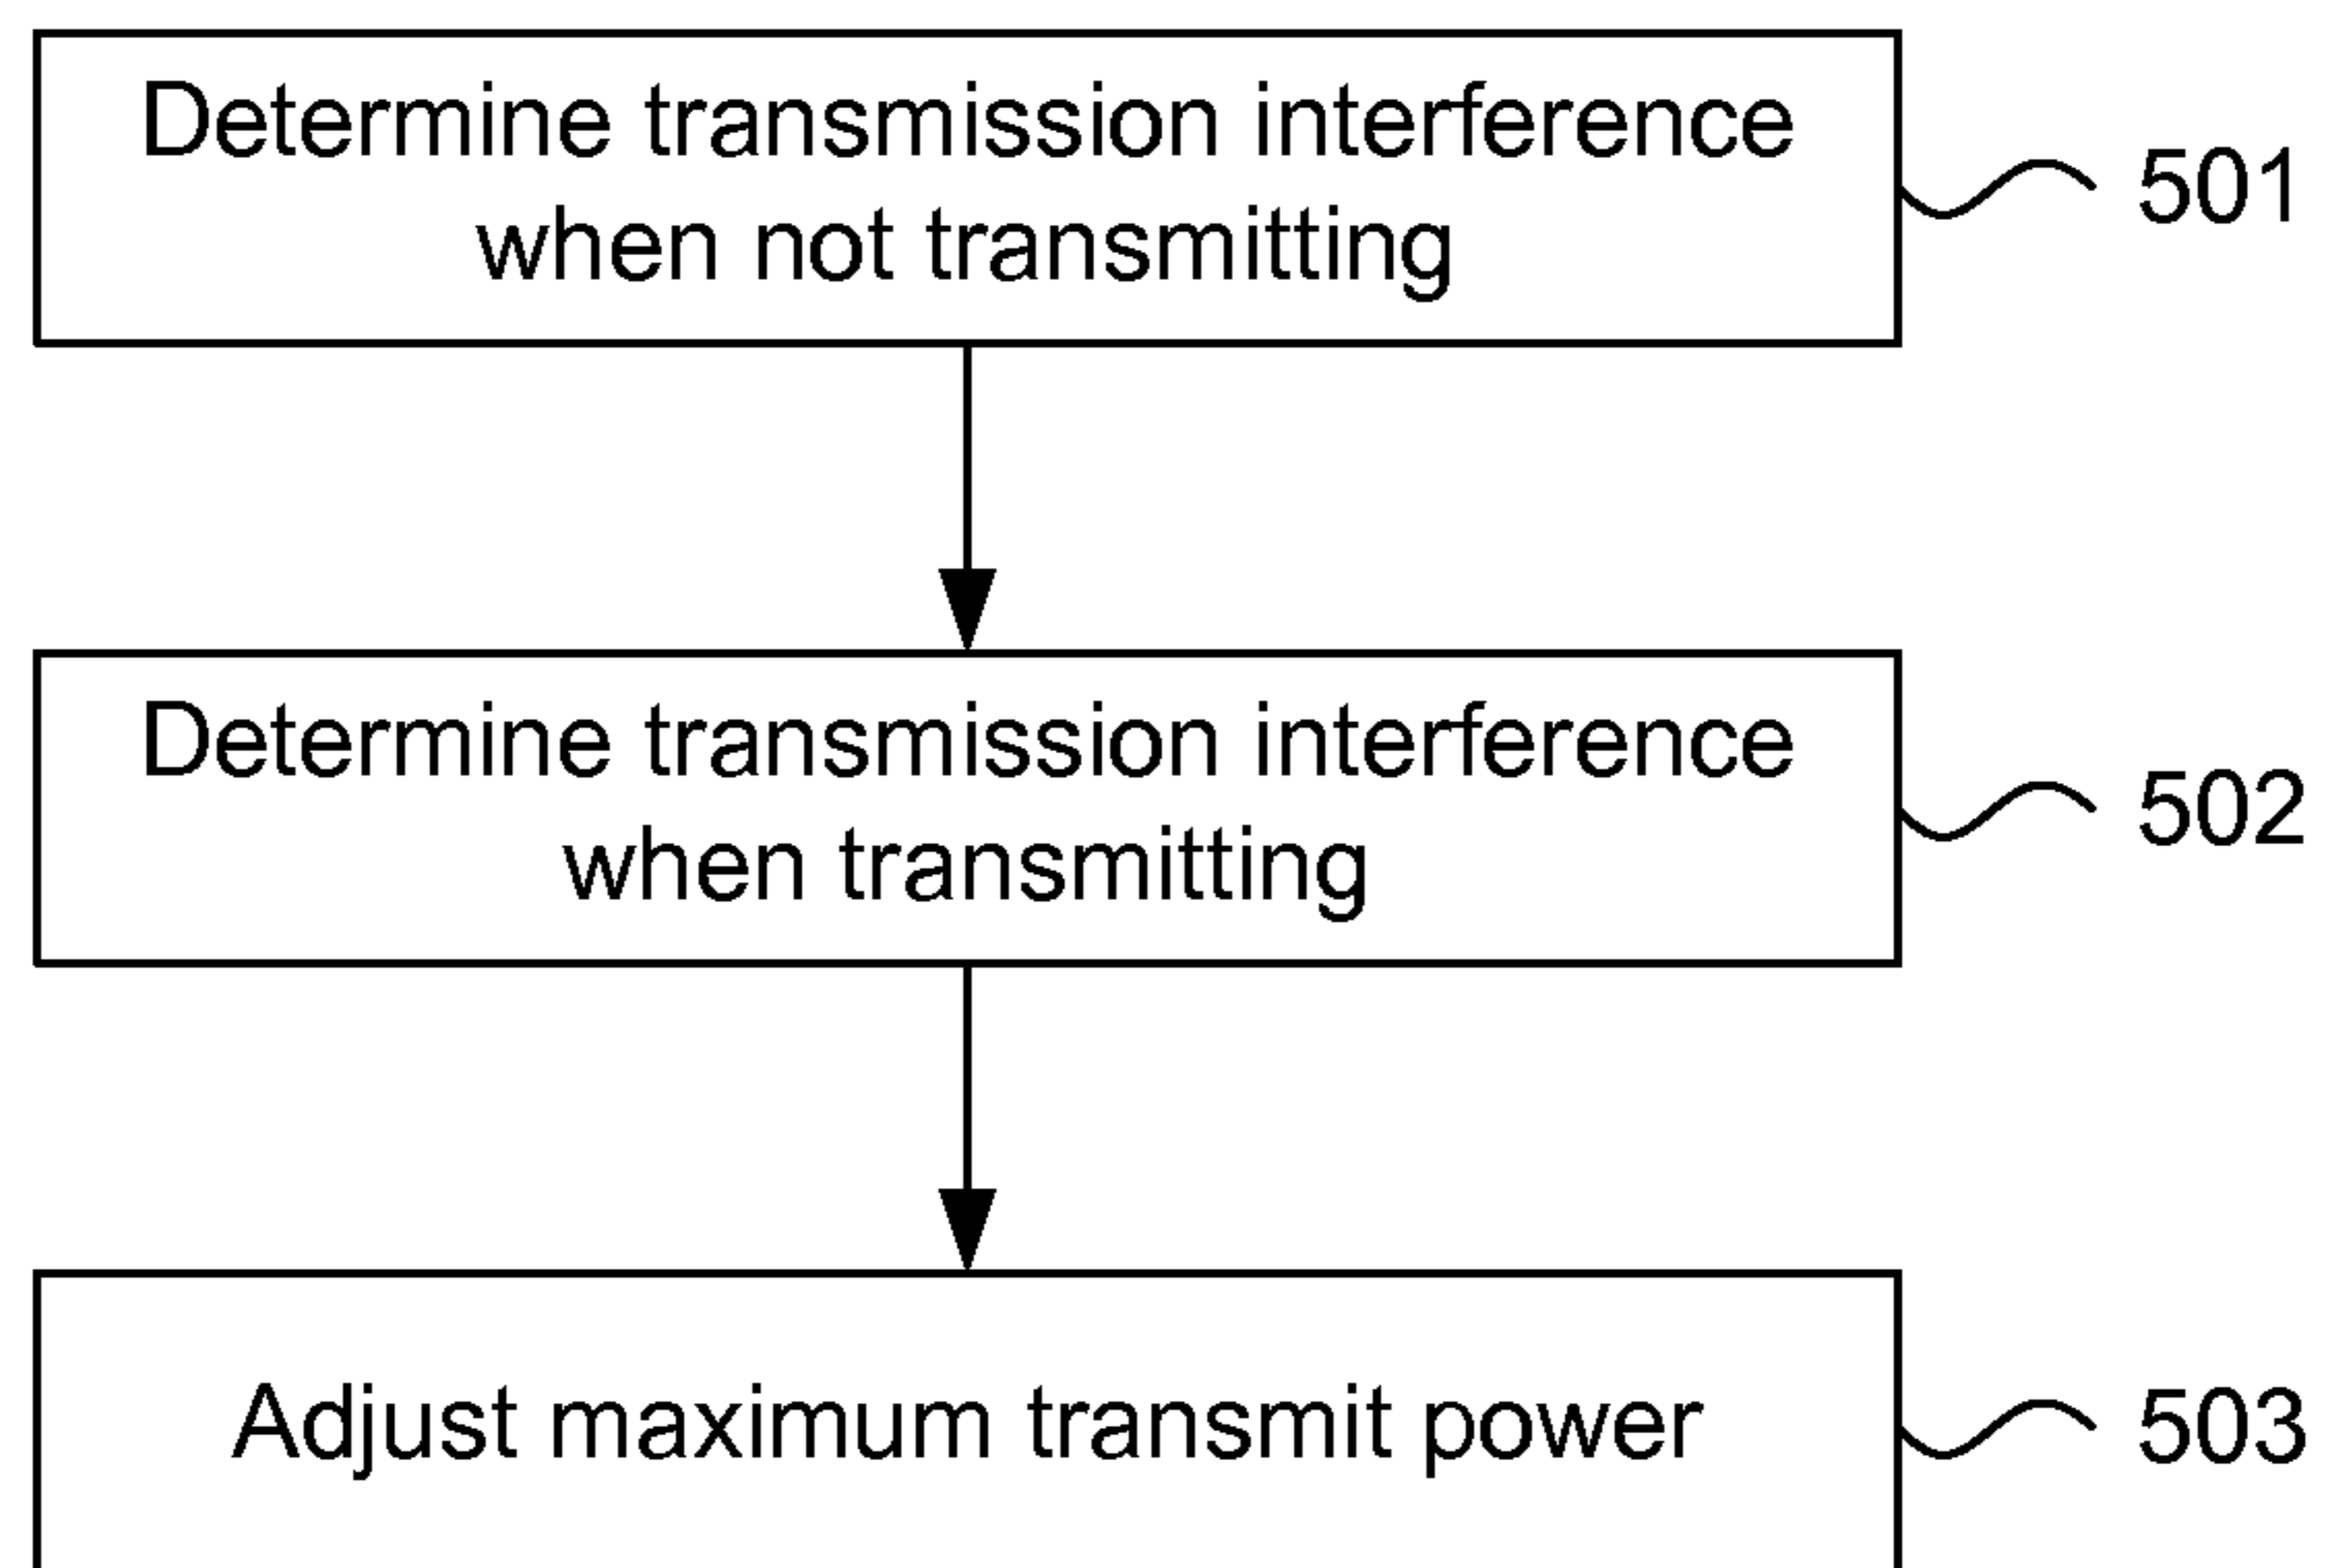 Determine transmission interference
when not transmitting
501
Determine transmission interference
when transmitting
502
Adjust maximum transmit power
503